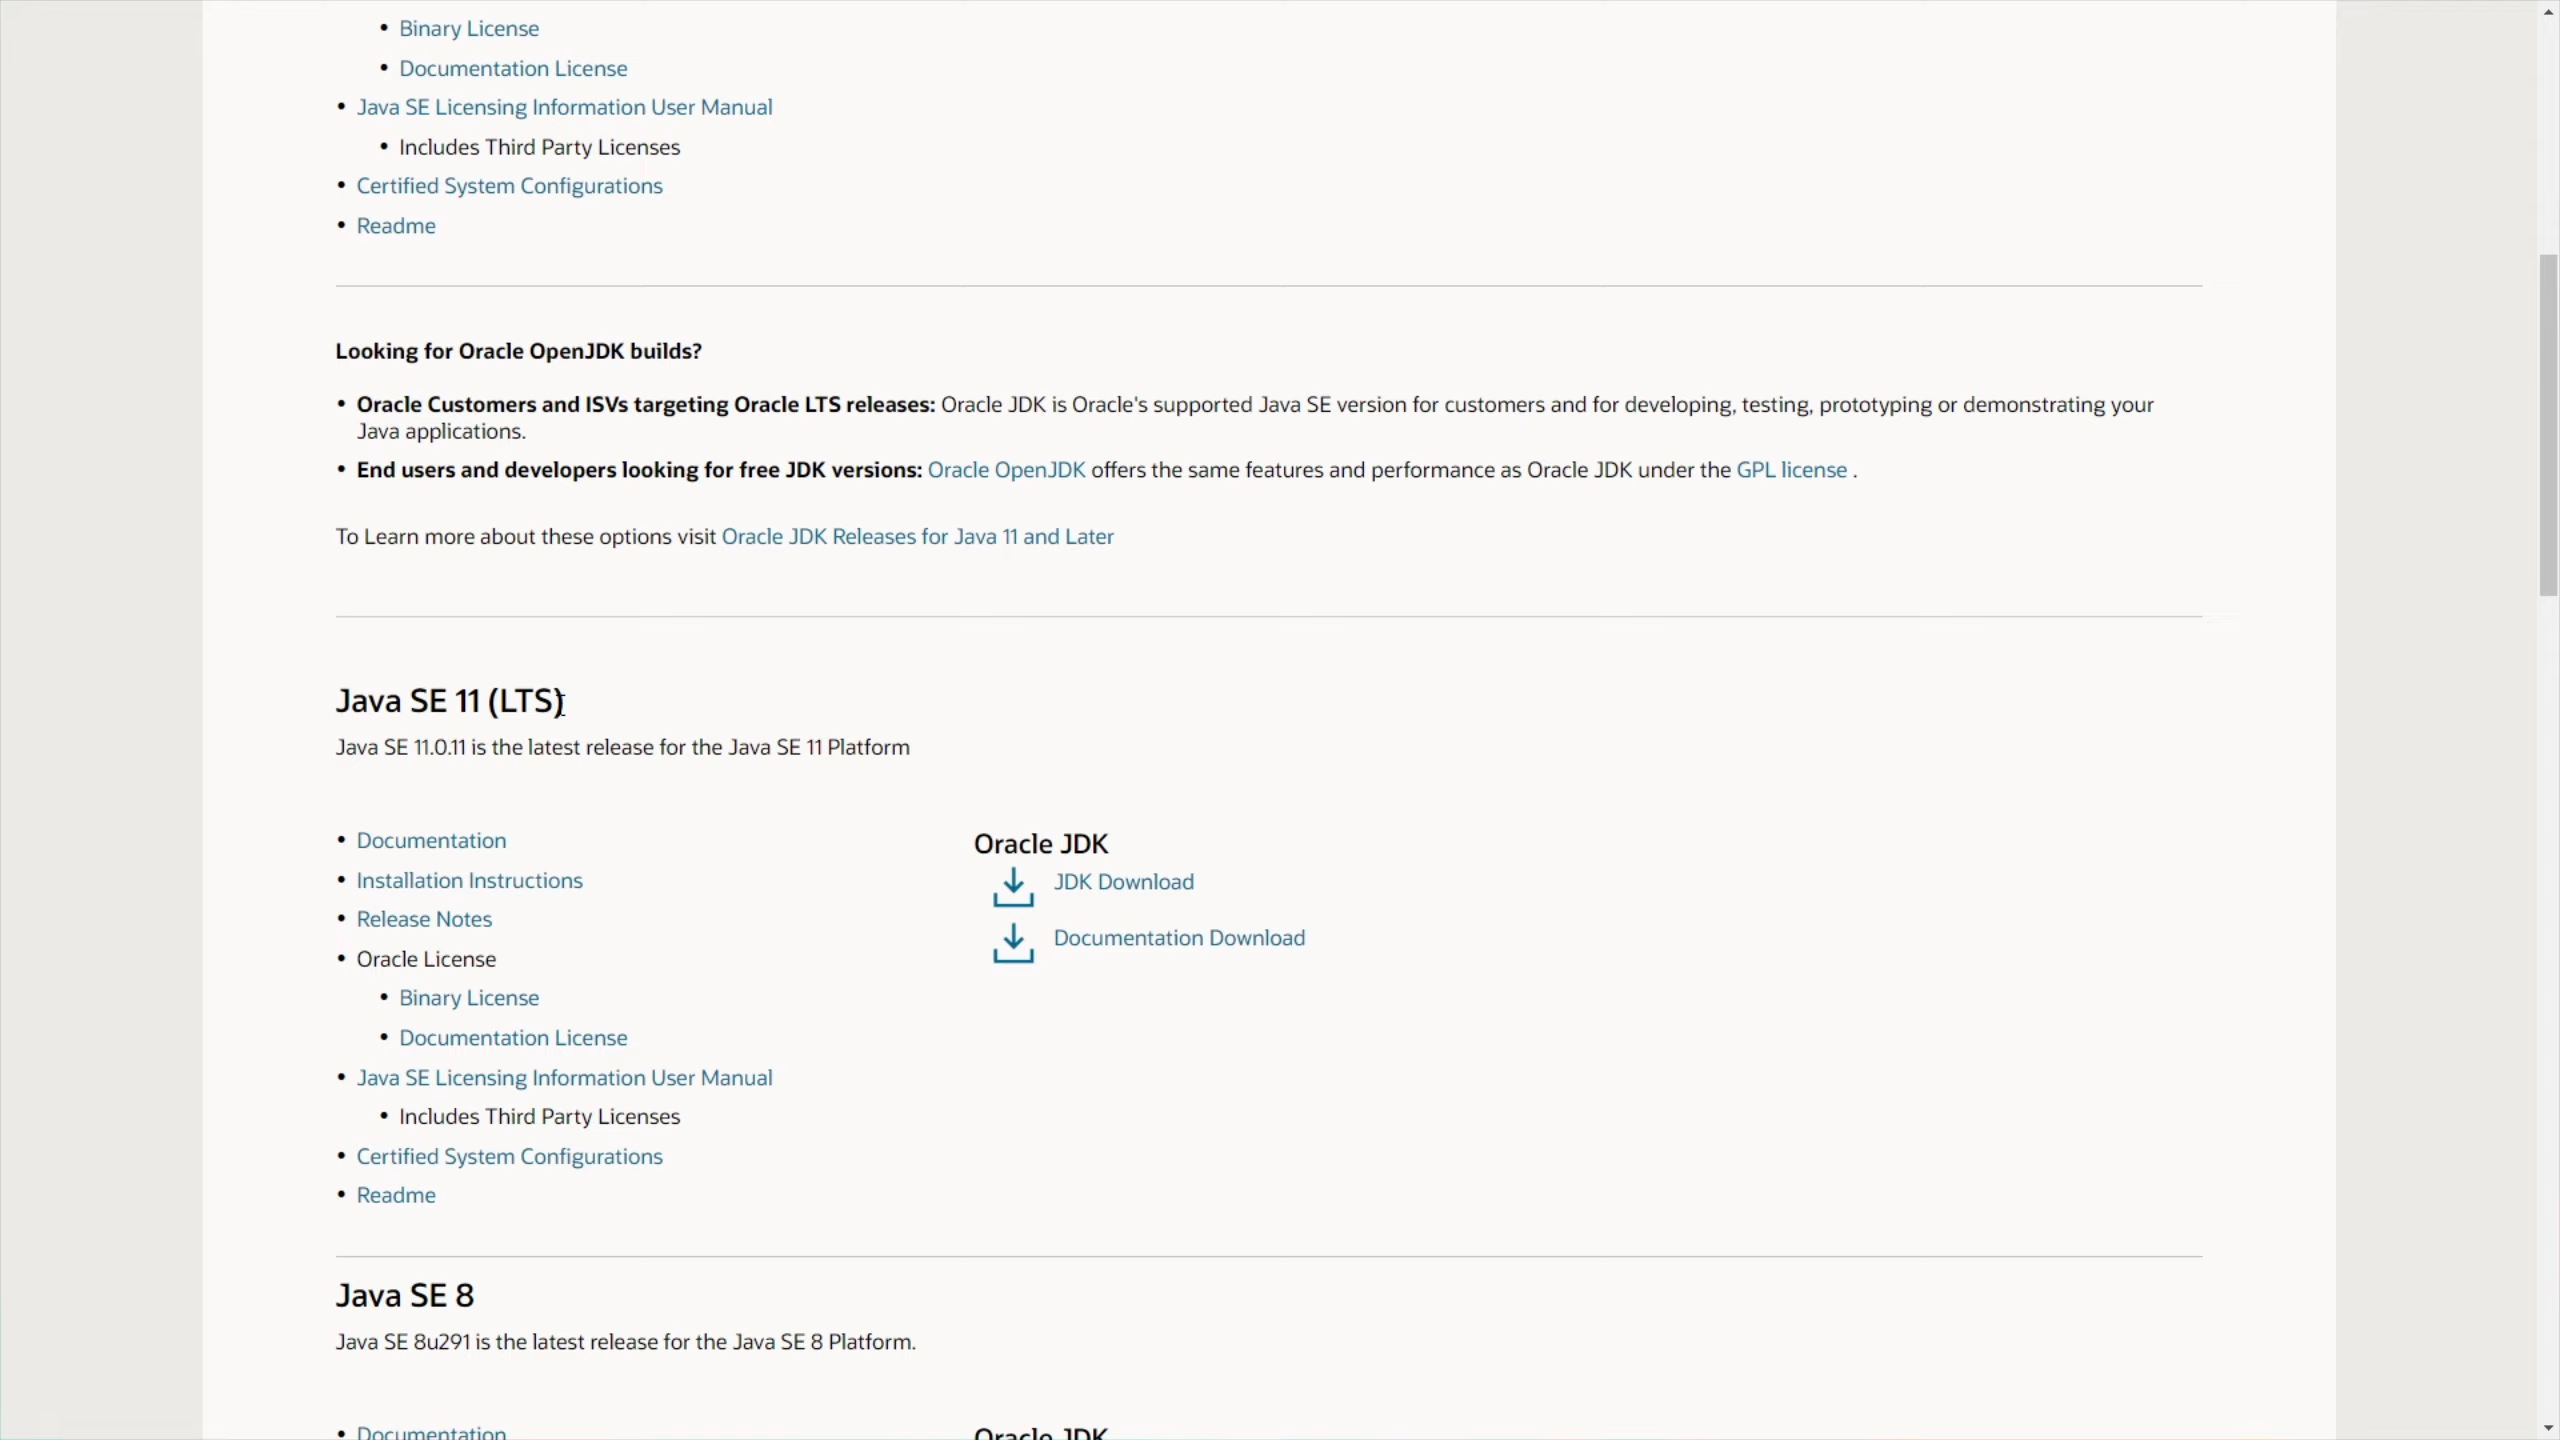 Binary License
Documentation License
Java SE Licensing Information User Manual
Includes Third Party Licenses
Certified System Configurations
Readme
Looking for Oracle OpenJDK builds?
Oracle Customers and ISVs targeting Oracle LTS releases: Oracle JDK is Oracle's supported Java SE version for customers and for developing, testing, prototyping or demonstrating your
Java applications.
End users and developers looking for free JDK versions: Oracle OpenJDK offers the same features and performance as Oracle JDK under the GPL license .
To Learn more about these options visit Oracle JDK Releases for Java 11 and Later
Java SE 11 (LTS)
Java SE 11.0.11 is the latest release for the Java SE 11 Platform
Documentation
Installation Instructions
Release Notes
Oracle License
Binary License
Documentation License
Java SE Licensing Information User Manual
Includes Third Party Licenses
Certified System Configurations
Readme
Oracle JDK
JDK Download
Documentation Download
Java SE 8
Java SE 8u291 is the latest release for the Java SE 8 Platform.
Documentation
Oracle JDK